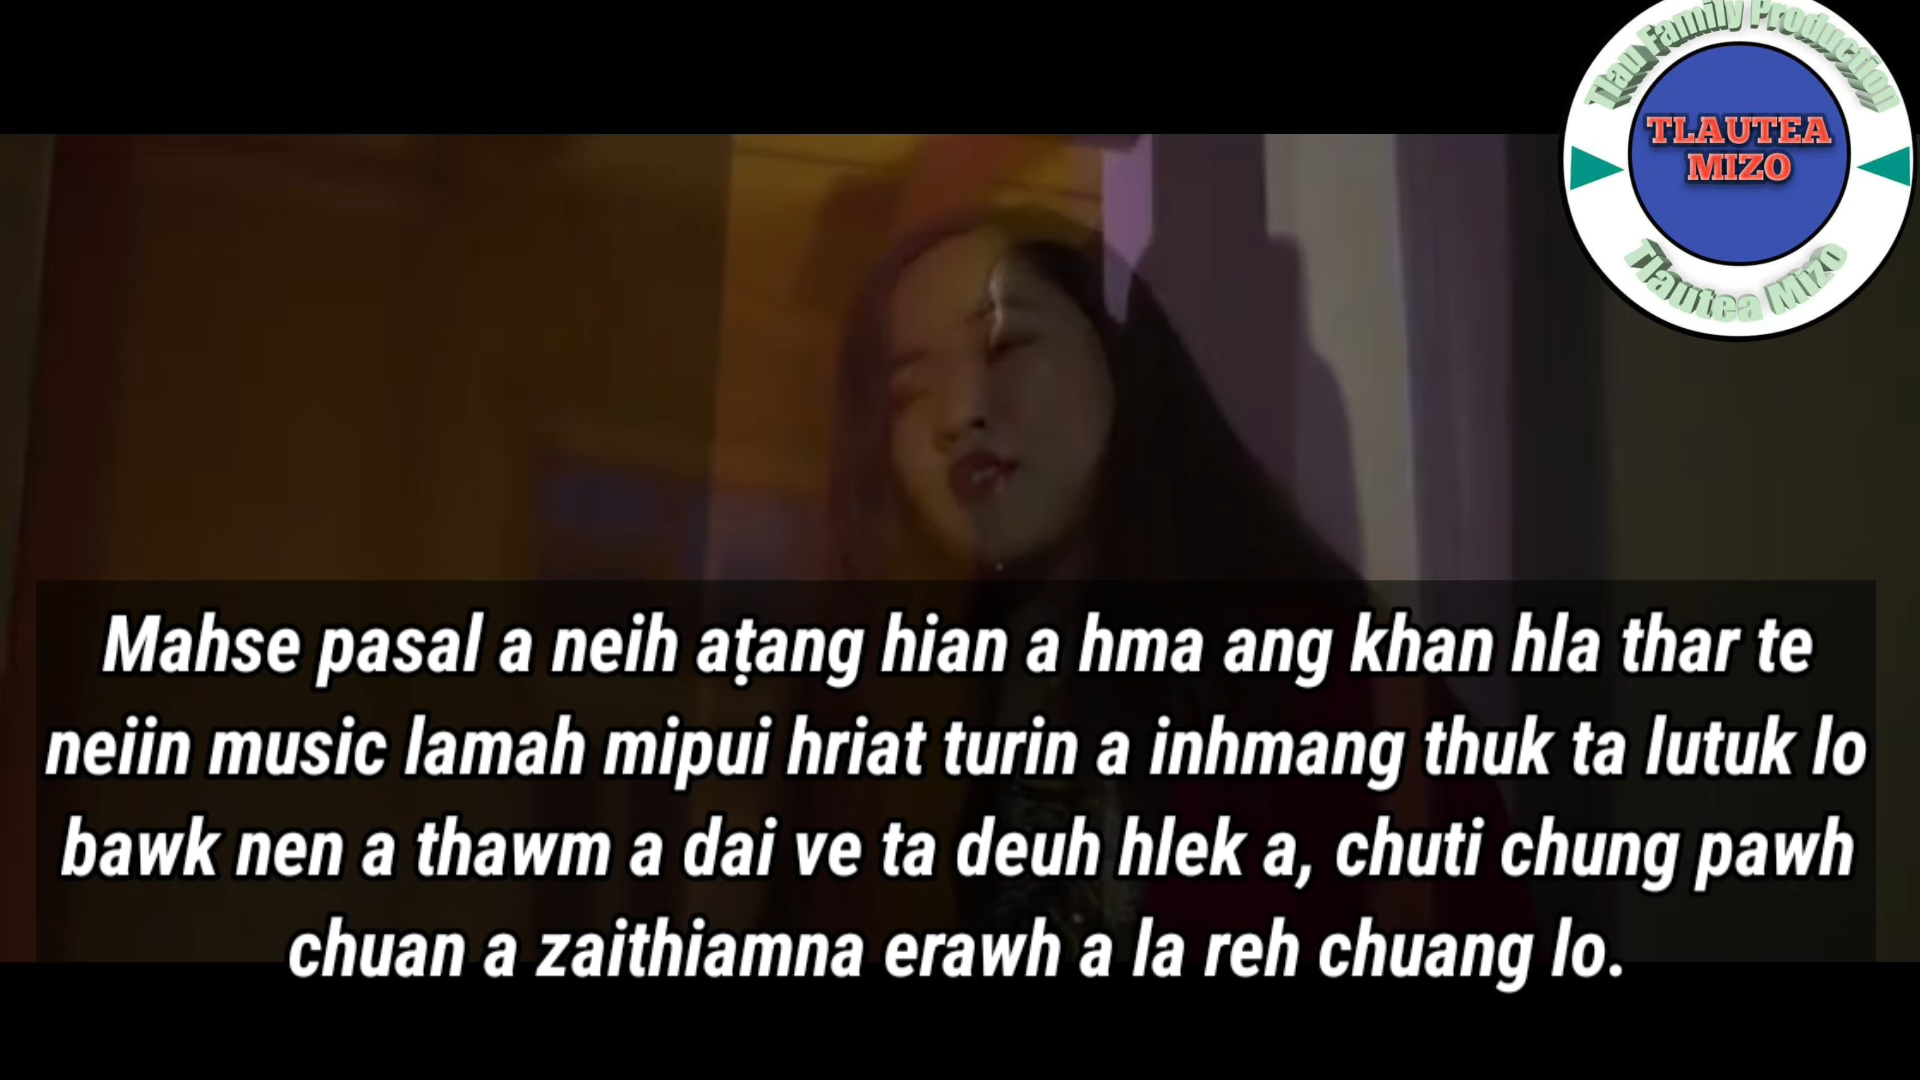 Tlau Family Production
TLAUTEA
MIZO
Tlautea Mizo
Mahse pasal a neih aṭang hian a hma ang khan hla thar te
neiin music lamah mipui hriat turin a inhmang thuk ta lutuk lo
bawk nen a thawm a dai ve ta deuh hlek a, chuti chung pawh
chuan a zaithiamna erawh a la reh chuang lo.